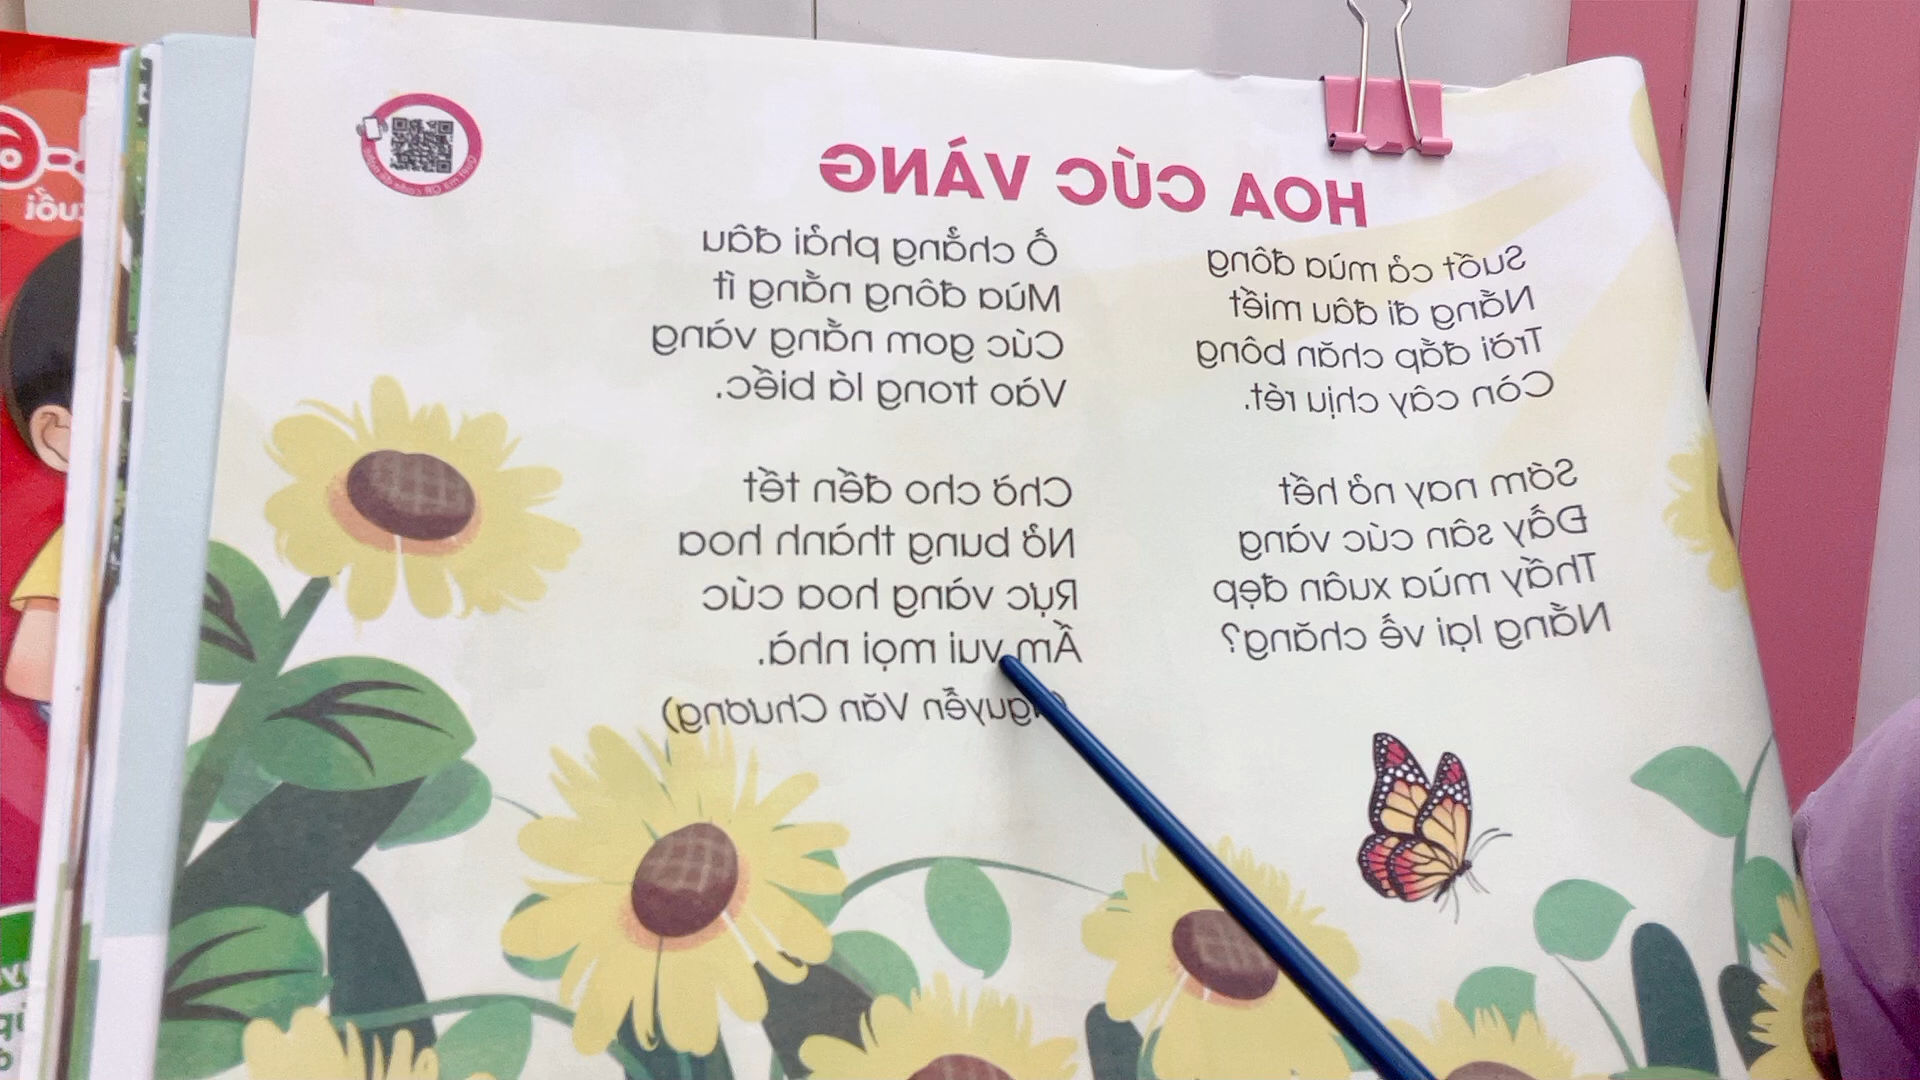 HOA CÚC VÀNG
Suốt cả mùa đông
Nắng đi đâu miết
Trời đắp chăn bông
Còn cây chịu rét.
Sớm nay nở hết
Đầy sân cúc vàng
Thấy mùa xuân đẹp
Nắng lại về chăng?
Ồ chẳng phải đâu
Mùa đông nắng ít
Cúc gom nắng vàng
Vào trong lá biếc.
Chờ cho đến tết
Nở bung thành hoa
Rực vàng hoa cúc
Ấm vui mọi nhà.
(Nguyễn Văn Chương)
tuổi